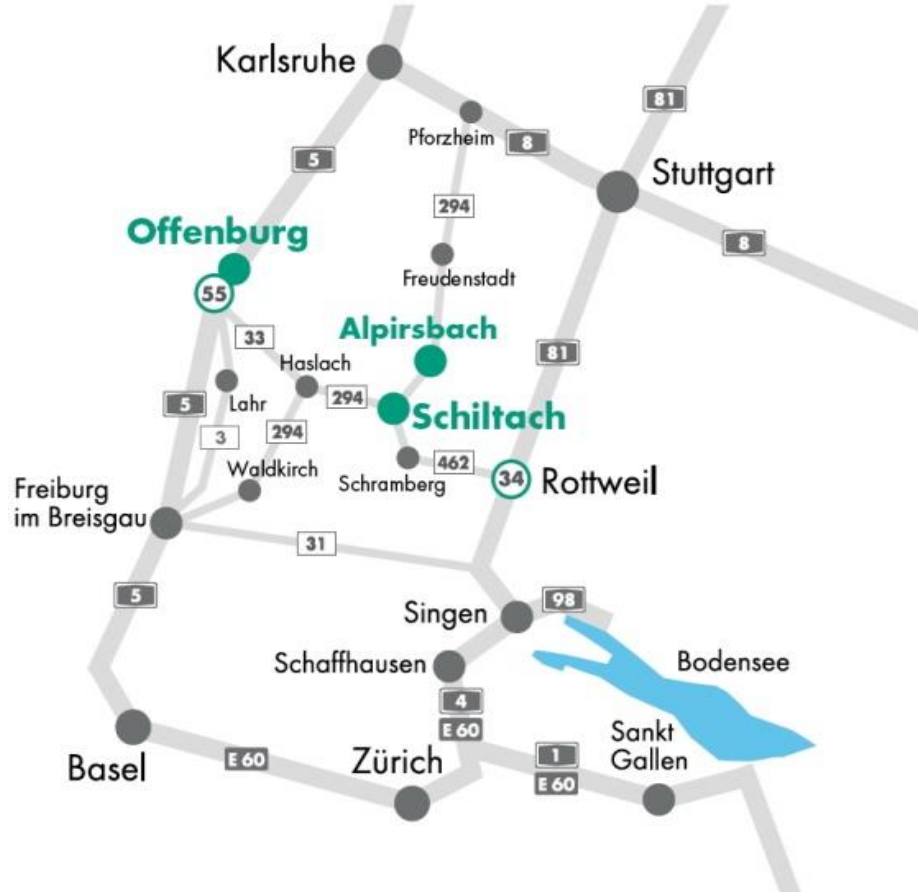 Karlsruhe
81
Pforzheim
8
5
Stuttgart
294
Offenburg
8
Freudenstadt
55
Alpirsbach
33
81
Haslach
294
5
Lahr
Schiltach
3
294
Waldkirch
462
Schramberg
34
Rottweil
Freiburg
im Breisgau
31
5
98
Singen
Schaffhausen
Bodensee
4
E 60
Sankt
Gallen
Basel
E 60
Zürich
1
E 60